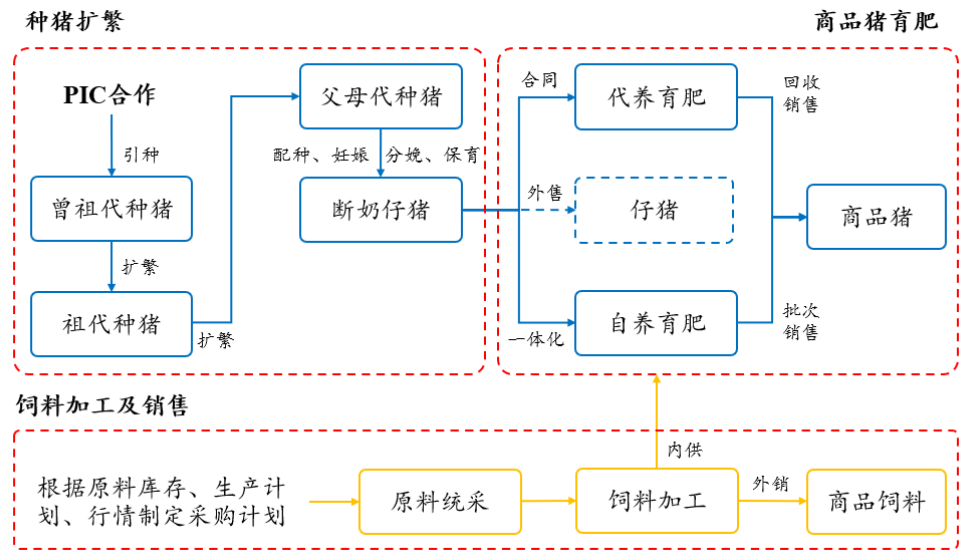 种猪扩繁
商品猪育肥
PIC合作
引种
曾祖代种猪
扩繁
祖代种猪
扩繁
父母代种猪
配种、妊娠
分娩、保育
断奶仔猪
合同
代养育肥
回收
销售
外售
仔猪
商品猪
一体化
自养育肥
批次
销售
饲料加工及销售
根据原料库存、生产计
划、行情制定采购计划
原料统采
饲料加工
内供
外销
商品饲料